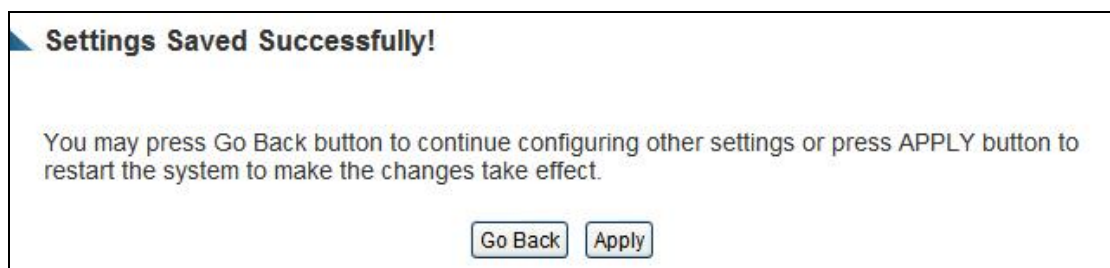 Settings Saved Successfully!
You may press Go Back button to continue configuring other settings or press APPLY button to
restart the system to make the changes take effect.
Go Back Apply